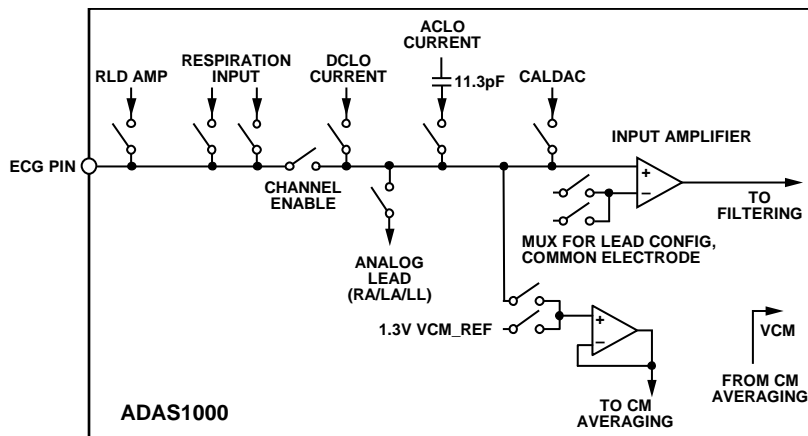 ACLO
CURRENT
RESPIRATION
INPUT
DCLO
CURRENT
RLD AMP
11.3pF
CALDAC
INPUT AMPLIFIER
ECG PIN
+
–
CHANNEL
ENABLE
TO
FILTERING
MUX FOR LEAD CONFIG,
COMMON ELECTRODE
ANALOG
LEAD
(RA/LA/LL)
1.3V VCM_REF
+
–
VCM
FROM CM
AVERAGING
TO CM
AVERAGING
ADAS1000